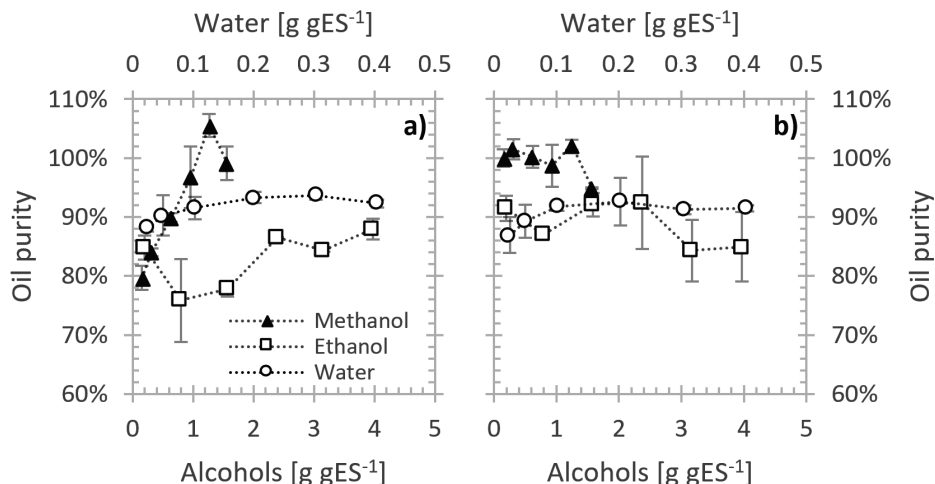 Water [g gES⁻¹] Water [g gES⁻¹]
0 0.1 0.2 0.3 0.4 0.5 0 0.1 0.2 0.3 0.4 0.5
110% a) b) 110%
100% 100%
90% 90%
80% 80%
70% 70%
60% 60%
Oil purity Oil purity
Methanol
Ethanol
Water
0 1 2 3 4 5 0 1 2 3 4 5
Alcohols [g gES⁻¹] Alcohols [g gES⁻¹]